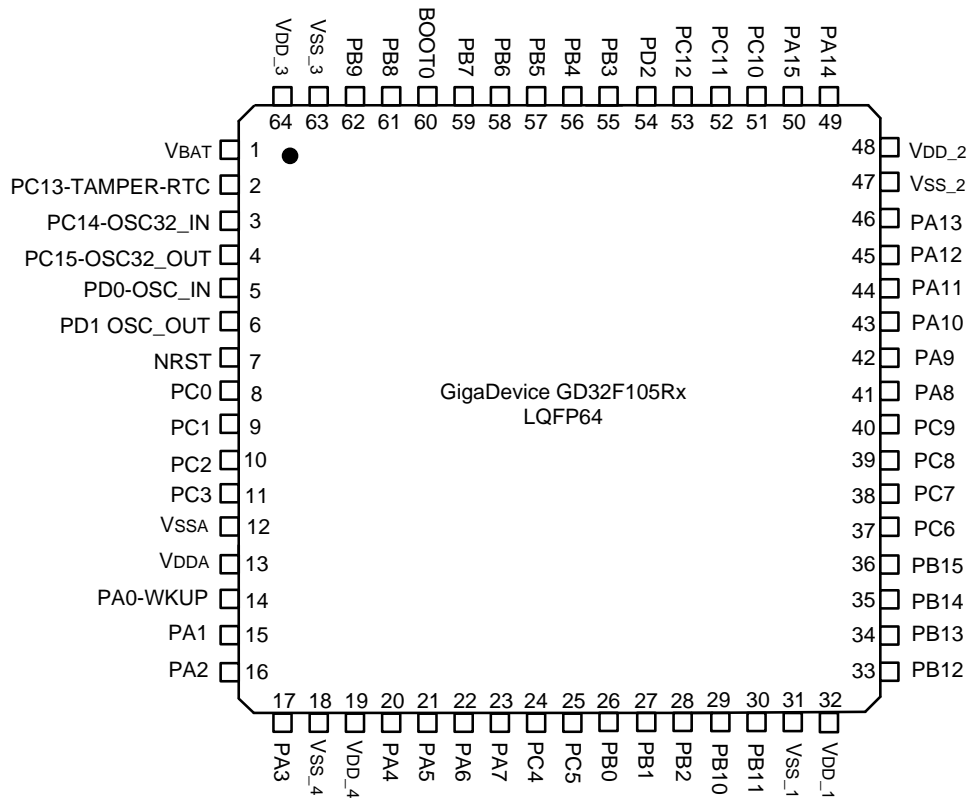 VDD_3 VSS_3 PB9 PB8 BOOT0 PB7 PB6 PB5 PB4 PB3 PD2 PC12 PC11 PC10 PA15 PA14
64 63 62 61 60 59 58 57 56 55 54 53 52 51 50 49
VBAT 1 48 VDD_2
PC13-TAMPER-RTC 2 47 VSS_2
PC14-OSC32_IN 3 46 PA13
PC15-OSC32_OUT 4 45 PA12
PD0-OSC_IN 5 44 PA11
PD1 OSC_OUT 6 43 PA10
NRST 7 42 PA9
PC0 8 41 PA8
PC1 9 40 PC9
PC2 10 39 PC8
PC3 11 38 PC7
VSSA 12 37 PC6
VDDA 13 36 PB15
PA0-WKUP 14 35 PB14
PA1 15 34 PB13
PA2 16 33 PB12
GigaDevice GD32F105Rx
LQFP64
17 18 19 20 21 22 23 24 25 26 27 28 29 30 31 32
PA3 VSS_4 VDD_4 PA4 PA5 PA6 PA7 PC4 PC5 PB0 PB1 PB2 PB10 PB11 VSS_1 VDD_1